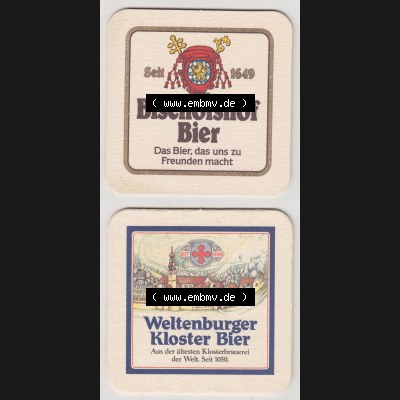 Seit 1649
( www.embmv.de )
Bischofshof
Bier
Das Bier, das uns zu
Freunden macht
( www.embmv.de )
Weltenburger
Kloster Bier
Aus der ältesten Klosterbrauerei
der Welt. Seit 1050.